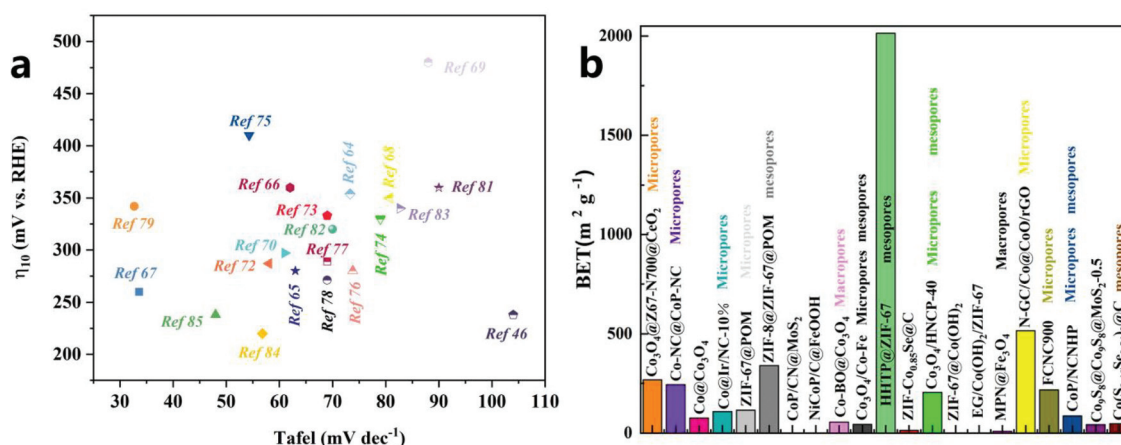 a
500
450
400
350
300
250
200
η10 (mV vs. RHE)
30 40 50 60 70 80 90 100 110
Tafel (mV dec-1)
Ref 69
Ref 75
Ref 64
Ref 68
Ref 66
Ref 81
Ref 79
Ref 73
Ref 83
Ref 82
Ref 74
Ref 70
Ref 77
Ref 72
Ref 67
Ref 65
Ref 78
Ref 76
Ref 85
Ref 84
Ref 46
b
2000
1500
1000
500
0
BET(m 2 g -1)
Co3O4@Z67-N700@CeO2 Micropores
Co-NC@CoP-NC Micropores
Co@Co3O4
Co@Ir/NC-10% Micropores
ZIF-67@POM Micropores
ZIF-8@ZIF-67@POM mesopores
CoP/CN@MoS2
NiCoP/C@FeOOH
Co-BO@Co3O4 Macropores
Co3O4/Co-Fe Micropores mesopores
HHTP@ZIF-67 mesopores
ZIF-Co0.85Se@C
Co3O4/HNCP-40 Micropores mesopores
ZIF-67@Co(OH)2
EG/Co(OH)2/ZIF-67
MPN@Fe3O4 Macropores
N-GC/Co@CoO/rGO Micropores
FCNC900 Micropores
CoP/NCNHP Micropores mesopores
Co9S8@Co9S8@MoS2-0.5
mesopores